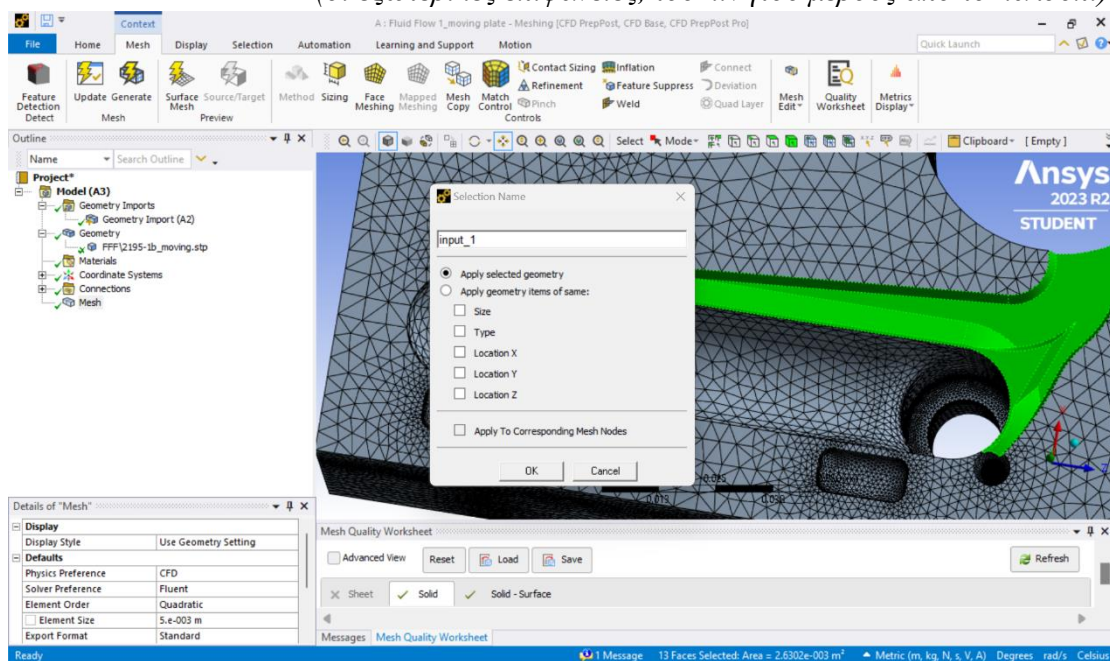 Context
A : Fluid Flow 1_moving plate - Meshing [CFD PrepPost, CFD Base, CFD PrepPost Pro]
File Home Mesh Display Selection Automation Learning and Support Motion Quick Launch
Feature Detection Detect
Update Generate
Mesh
Surface Mesh Source/Target
Preview
Method Sizing Face Meshing Mapped Meshing Mesh Copy Match Control
Contact Sizing Inflation Connect
Refinement Feature Suppress Deviation
Pinch Weld Quad Layer
Controls
Mesh Edit Quality Worksheet Metrics Display
Outline
Select Mode Clipboard [ Empty ]
Name Search Outline
Project*
Model (A3)
Geometry Imports
Geometry Import (A2)
Geometry
FFF\2195-1b_moving.stp
Materials
Coordinate Systems
Connections
Mesh
Ansys
2023 R2
STUDENT
Selection Name
input_1
Apply selected geometry
Apply geometry items of same:
Size
Type
Location X
Location Y
Location Z
Apply To Corresponding Mesh Nodes
OK Cancel
Details of "Mesh"
Display
Display Style Use Geometry Setting
Defaults
Physics Preference CFD
Solver Preference Fluent
Element Order Quadratic
Element Size 5.e-003 m
Export Format Standard
Mesh Quality Worksheet
Advanced View Reset Load Save Refresh
Sheet Solid Solid - Surface
Messages Mesh Quality Worksheet
Ready 1 Message 13 Faces Selected: Area = 2.6302e-003 m² Metric (m, kg, N, s, V, A) Degrees rad/s Celsius